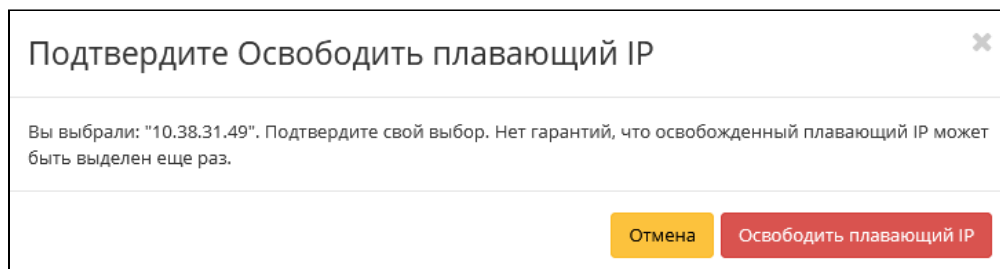 Подтвердите Освободить плавающий IP
Вы выбрали: "10.38.31.49". Подтвердите свой выбор. Нет гарантий, что освобожденный плавающий IP может
быть выделен еще раз.
Отмена
Освободить плавающий IP